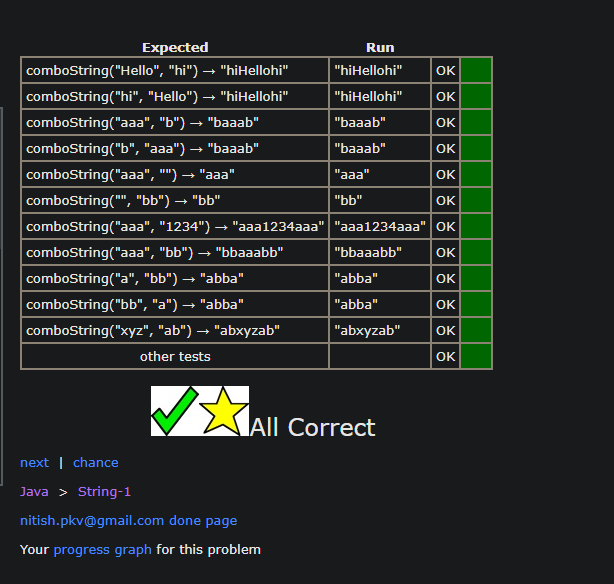 Expected Run
comboString("Hello", "hi") → "hiHellohi" "hiHellohi" OK
comboString("hi", "Hello") → "hiHellohi" "hiHellohi" OK
comboString("aaa", "b") → "baaab" "baaab" OK
comboString("b", "aaa") → "baaab" "baaab" OK
comboString("aaa", "") → "aaa" "aaa" OK
comboString("", "bb") → "bb" "bb" OK
comboString("aaa", "1234") → "aaa1234aaa" "aaa1234aaa" OK
comboString("aaa", "bb") → "bbaaabb" "bbaaabb" OK
comboString("a", "bb") → "abba" "abba" OK
comboString("bb", "a") → "abba" "abba" OK
comboString("xyz", "ab") → "abxyzab" "abxyzab" OK
other tests OK
All Correct
next | chance
Java > String-1
nitish.pkv@gmail.com done page
Your progress graph for this problem